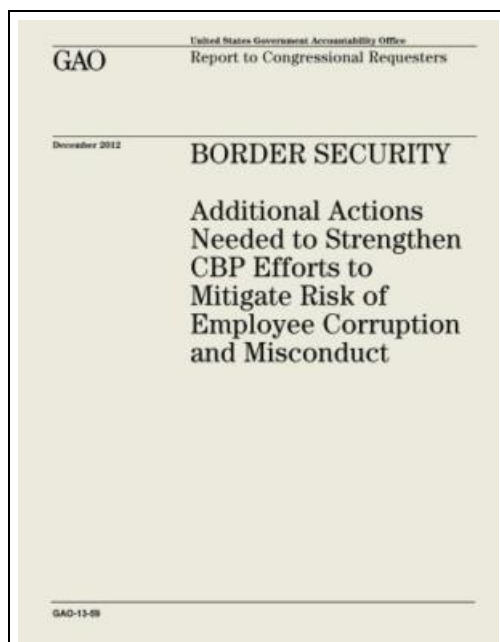 United States Government Accountability Office
GAO
Report to Congressional Requesters
December 2012
BORDER SECURITY
Additional Actions
Needed to Strengthen
CBP Efforts to
Mitigate Risk of
Employee Corruption
and Misconduct
GAO-13-59